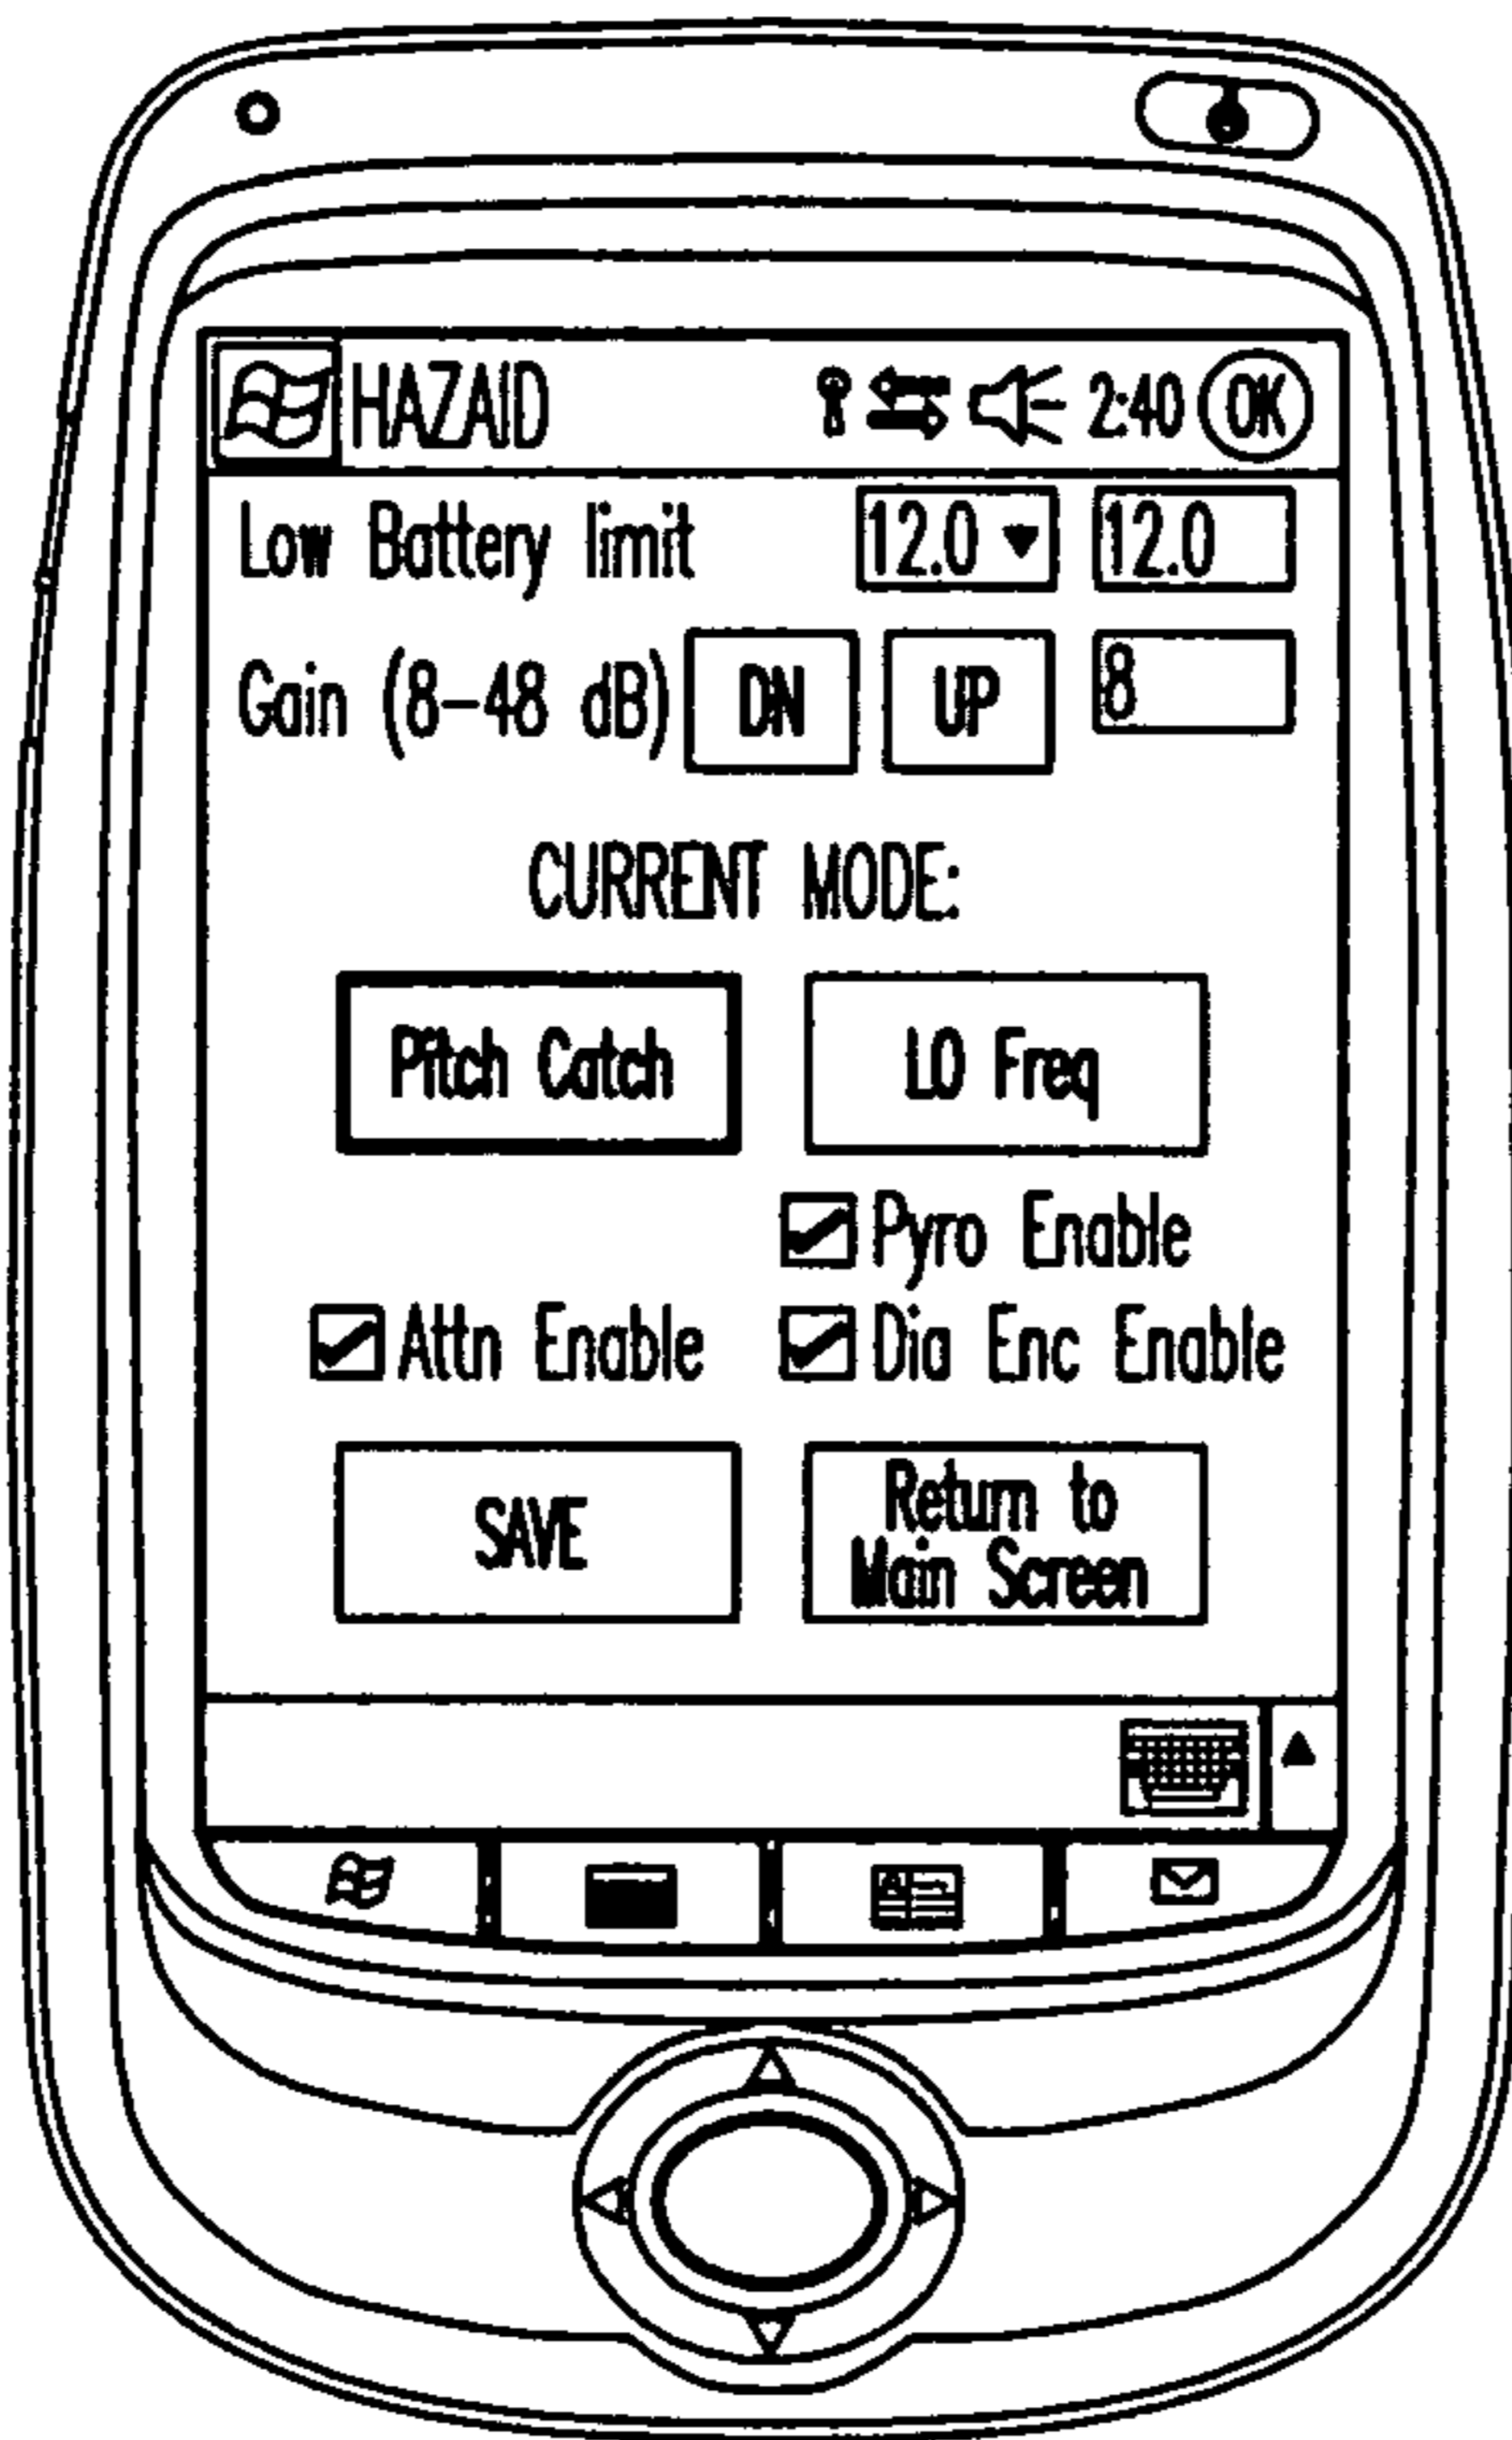 HAZAID 2:40 OK
Low Battery limit 12.0 12.0
Gain (8-48 dB) DN UP 8
CURRENT MODE:
Pitch Catch LO Freq
Pyro Enable
Attn Enable Dia Enc Enable
SAVE
Return to
Main Screen